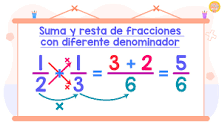 Suma y resta de fracciones
con diferente denominador
1/2 + 1/3 = 3 + 2/6 = 5/6